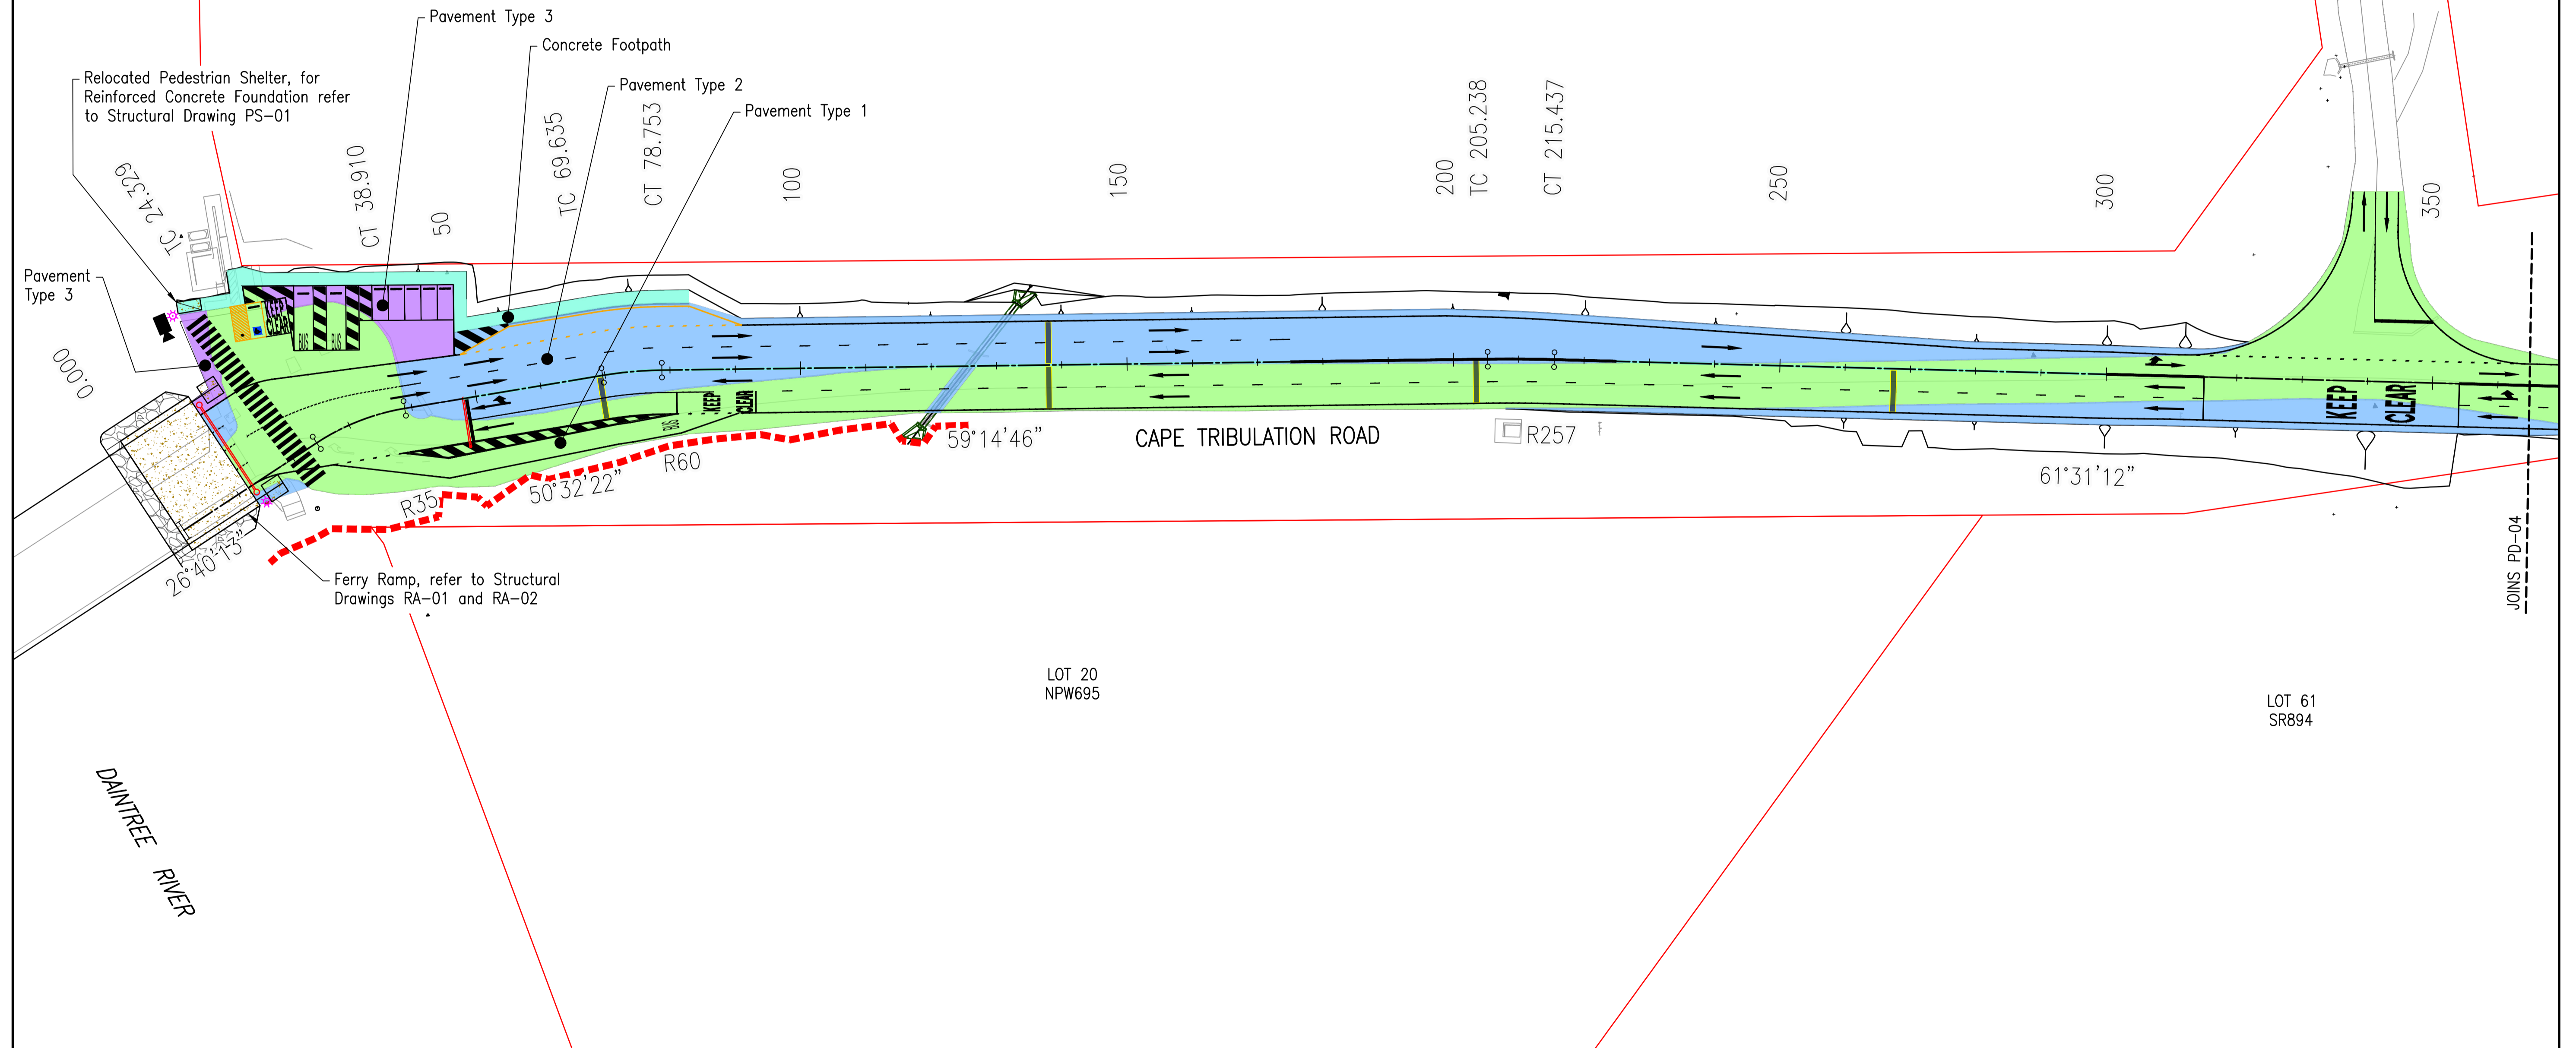 Pavement Type 3
Concrete Footpath
Relocated Pedestrian Shelter, for
Reinforced Concrete Foundation refer
to Structural Drawing PS-01
Pavement Type 2
Pavement Type 1
TC 24.329
CT 38.910
50
TC 69.635
CT 78.753
100
150
200
TC 205.238
CT 215.437
250
300
350
Pavement
Type 3
0.000
KEEP
CLEAR
BUS
BUS
KEEP
CLEAR
BUS
KEEP
CLEAR
R35
50°32'22"
R60
59°14'46"
CAPE TRIBULATION ROAD
R257
61°31'12"
26°40'13"
Ferry Ramp, refer to Structural
Drawings RA-01 and RA-02
JOINS PD-04
LOT 20
NPW695
LOT 61
SR894
DAINTREE RIVER